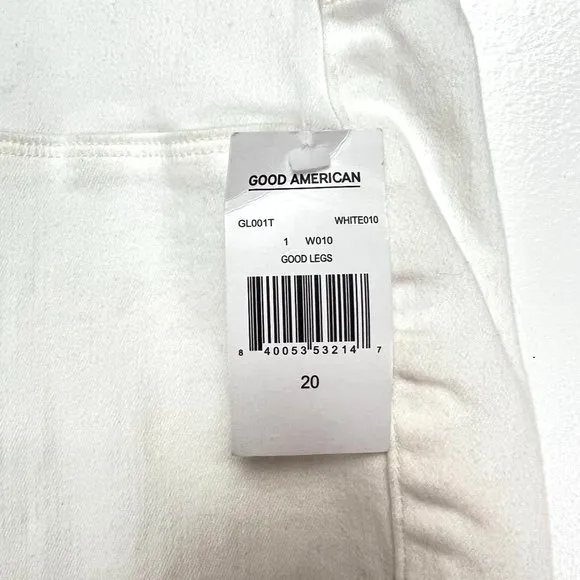 GOOD AMERICAN
GL001T WHITE010
1 W010
GOOD LEGS
8 40053 53214 7
20